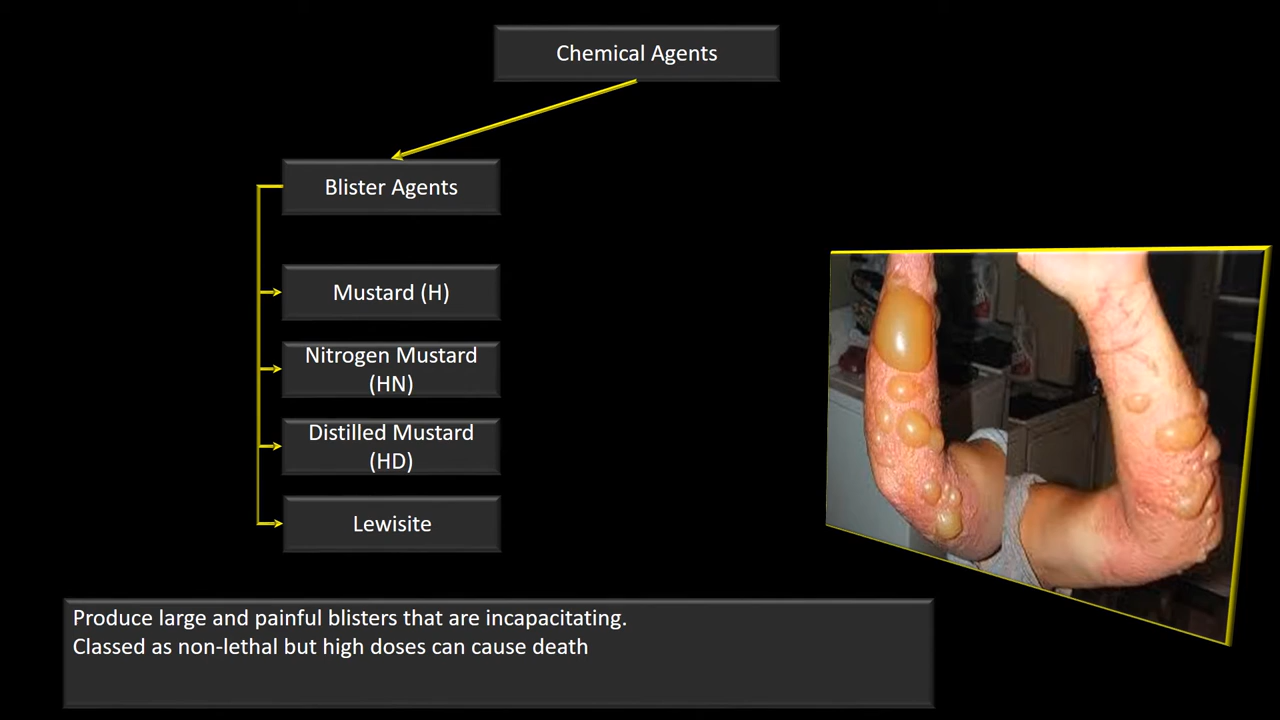 Chemical Agents
Blister Agents
Mustard (H)
Nitrogen Mustard
(HN)
Distilled Mustard
(HD)
Lewisite
Produce large and painful blisters that are incapacitating.
Classed as non-lethal but high doses can cause death